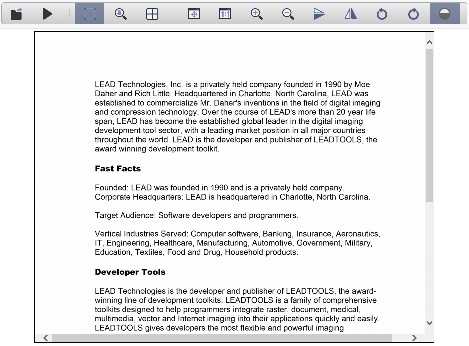 LEAD Technologies, Inc. is a privately held company founded in 1990 by Moe
Daher and Rich Little. Headquartered in Charlotte, North Carolina, LEAD was
established to commercialize Mr. Daher's inventions in the field of digital imaging
and compression technology. Over the course of LEAD's more than 20 year life
span, LEAD has become the established global leader in the digital imaging
development tool sector, with a leading market position in all major countries
throughout the world. LEAD is the developer and publisher of LEADTOOLS, the
award winning development toolkit.
Fast Facts
Founded: LEAD was founded in 1990 and is a privately held company.
Corporate Headquarters: LEAD is headquartered in Charlotte, North Carolina.
Target Audience: Software developers and programmers.
Vertical Industries Served: Computer software, Banking, Insurance, Aeronautics,
IT, Engineering, Healthcare, Manufacturing, Automotive, Government, Military,
Education, Textiles, Food and Drug, Household products.
Developer Tools
LEAD Technologies is the developer and publisher of LEADTOOLS, the award-
winning line of development toolkits. LEADTOOLS is a family of comprehensive
toolkits designed to help programmers integrate raster, document, medical,
multimedia, vector and Internet imaging into their applications quickly and easily.
LEADTOOLS gives developers the most flexible and powerful imaging